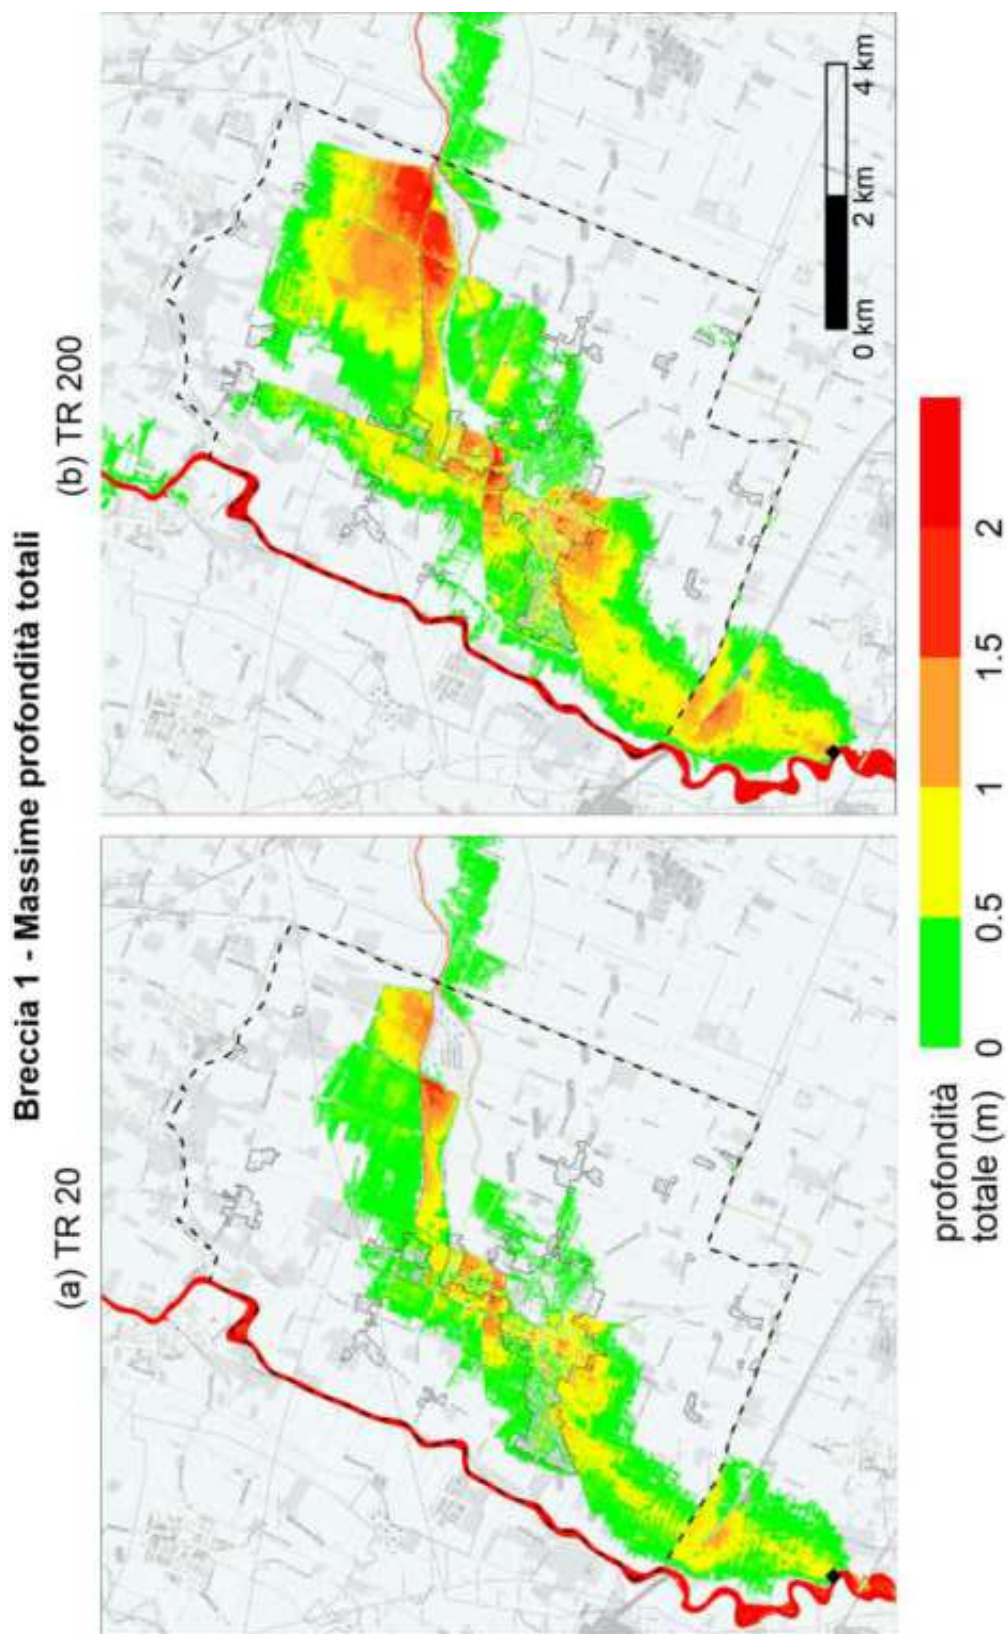 Breccia 1 - Massime profondità totali
(a) TR 20
(b) TR 200
0 km
2 km
4 km
profondità
totale (m)
0
0.5
1
1.5
2